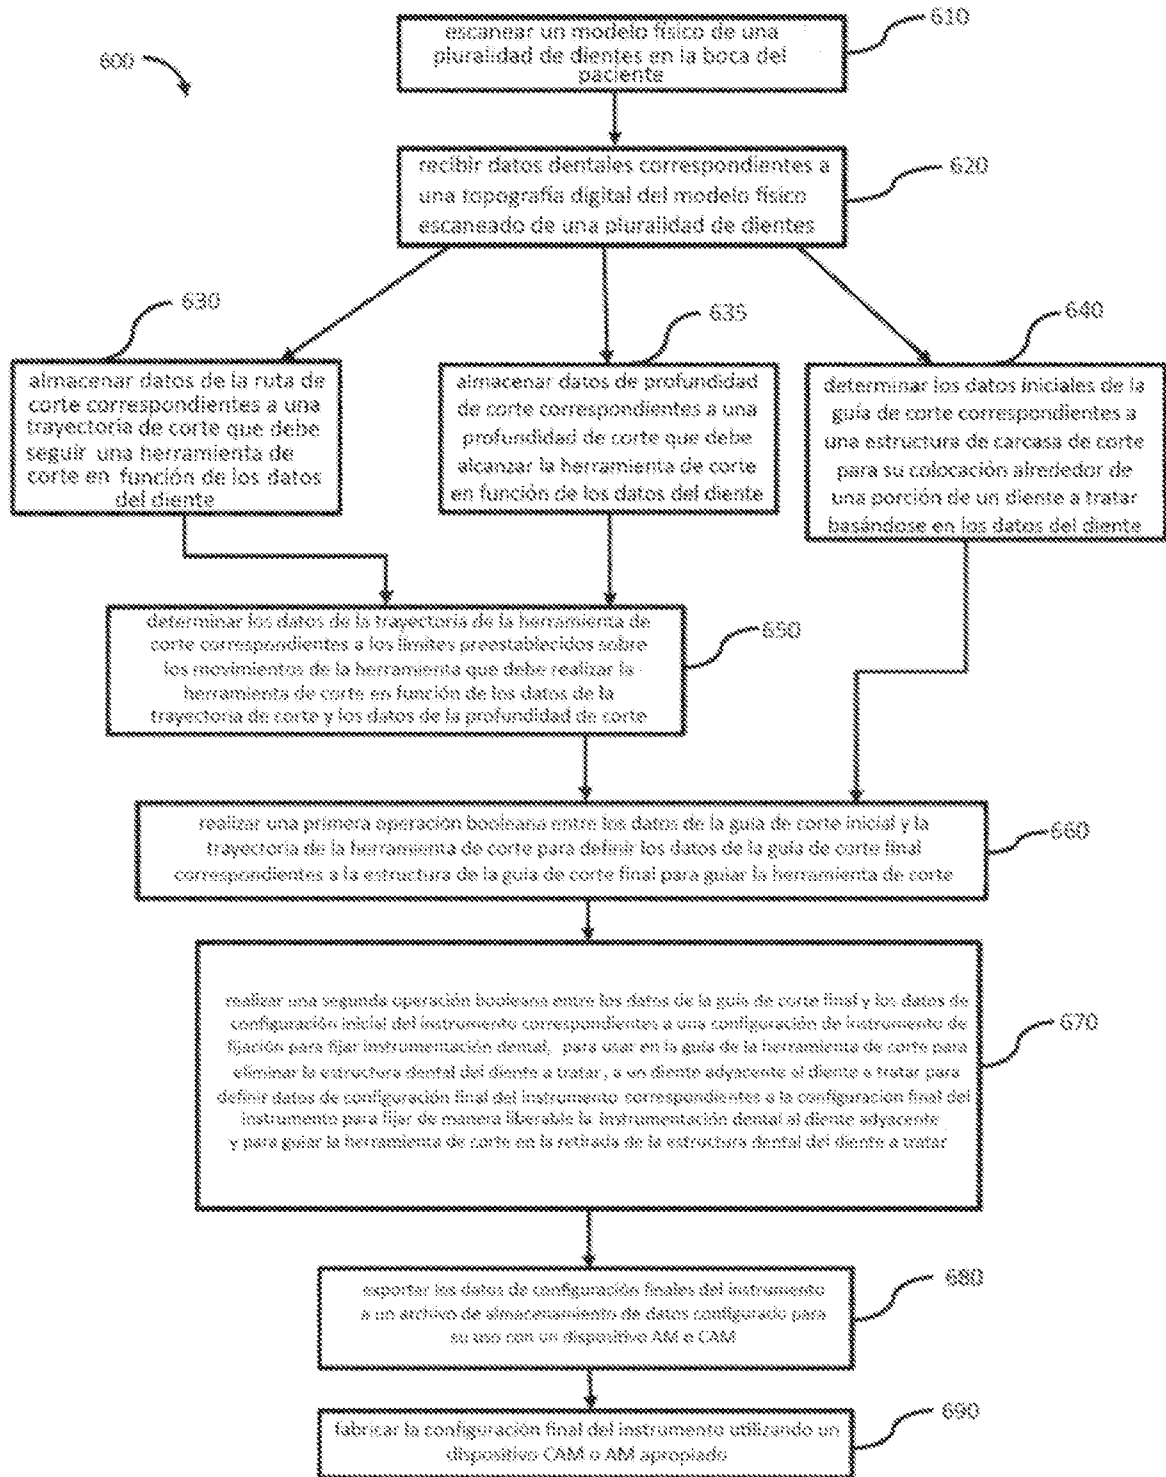 610
escanear un modelo físico de una
pluralidad de dientes en la boca del
paciente
600
620
recibir datos dentales correspondientes a
una topografía digital del modelo físico
escaneado de una pluralidad de dientes
630
635
640
almacenar datos de la ruta de
corte correspondientes a una
trayectoria de corte que debe
seguir una herramienta de
corte en función de los datos
del diente
almacenar datos de profundidad
de corte correspondientes a una
profundidad de corte que debe
alcanzar la herramienta de corte
en función de los datos del diente
determinar los datos iniciales de la
guía de corte correspondientes a
una estructura de carcasa de corte
para su colocación alrededor de
una porción de un diente a tratar
basándose en los datos del diente
650
determinar los datos de la trayectoria de la herramienta de
corte correspondientes a los límites preestablecidos sobre
los movimientos de la herramienta que debe realizar la
herramienta de corte en función de los datos de la
trayectoria de corte y los datos de la profundidad de corte
660
realizar una primera operación booleana entre los datos de la guía de corte inicial y la
trayectoria de la herramienta de corte para definir los datos de la guía de corte final
correspondientes a la estructura de la guía de corte final para guiar la herramienta de corte
670
realizar una segunda operación booleana entre los datos de la guía de corte final y los datos de
configuración inicial del instrumento correspondientes a una configuración de instrumento de
fijación para fijar instrumentación dental, para usar en la guía de la herramienta de corte para
eliminar la estructura dental del diente a tratar, a un diente adyacente al diente a tratar para
definir datos de configuración final del instrumento correspondientes a la configuración final del
instrumento para fijar de manera liberable la instrumentación dental al diente adyacente
y para guiar la herramienta de corte en la retirada de la estructura dental del diente a tratar
680
exportar los datos de configuración finales del instrumento
a un archivo de almacenamiento de datos configurado para
su uso con un dispositivo AM o CAM
690
fabricar la configuración final del instrumento utilizando un
dispositivo CAM o AM apropiado